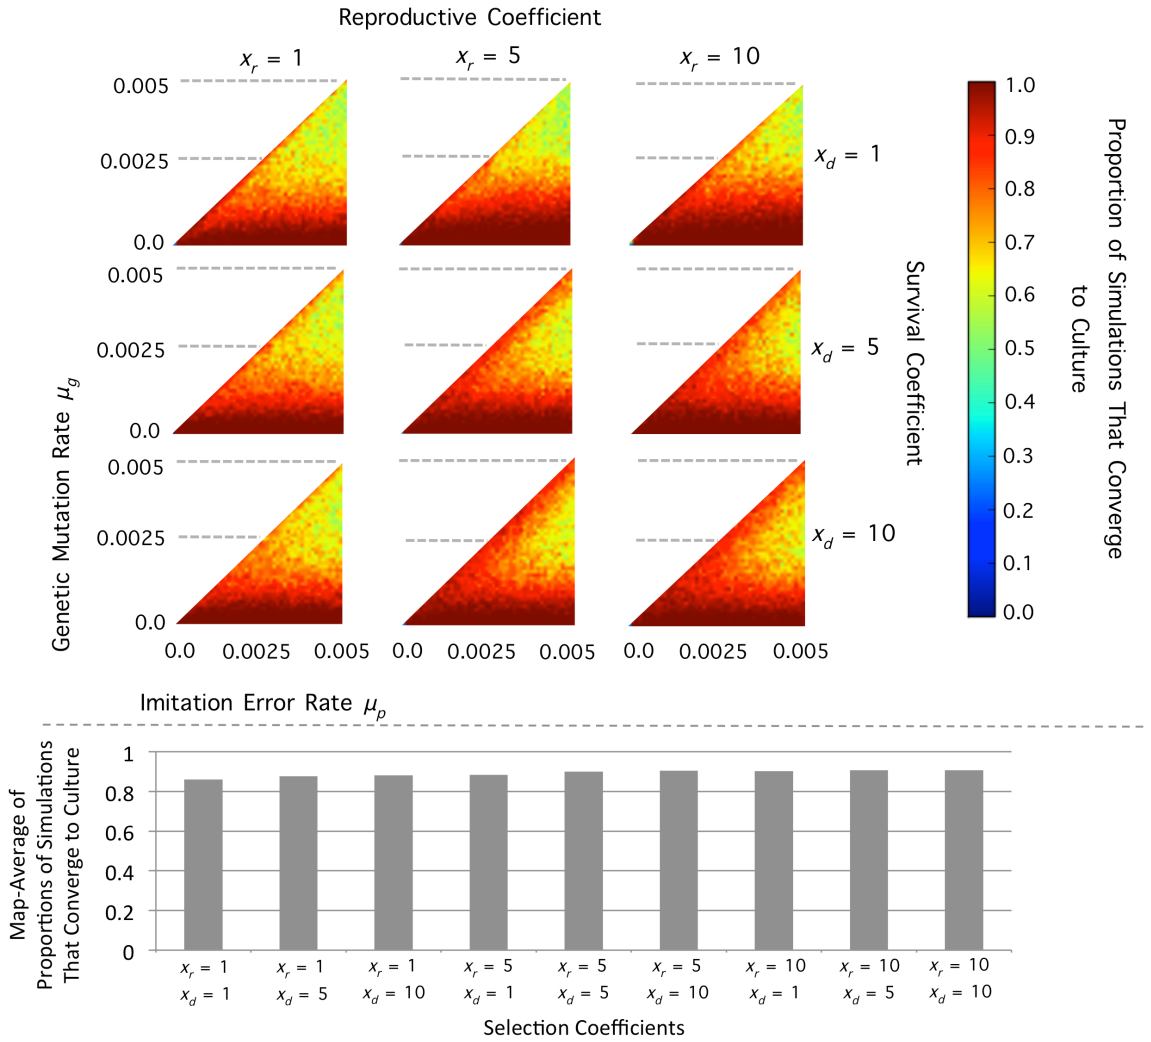 Reproductive Coefficient
x_r = 1
x_r = 5
x_r = 10
0.005
0.0025
0.0
x_d = 1
0.005
0.0025
0.0
x_d = 5
0.005
0.0025
0.0
x_d = 10
0.0 0.0025 0.005 0.0 0.0025 0.005 0.0 0.0025 0.005
Genetic Mutation Rate μ_g
Imitation Error Rate μ_p
Survival Coefficient
1.0
0.9
0.8
0.7
0.6
0.5
0.4
0.3
0.2
0.1
0.0
Proportion of Simulations That Converge
to Culture
Map-Average of
Proportions of Simulations
That Converge to Culture
1
0.8
0.6
0.4
0.2
0
x_r = 1 x_r = 1 x_r = 1 x_r = 5 x_r = 5 x_r = 5 x_r = 10 x_r = 10 x_r = 10
x_d = 1 x_d = 5 x_d = 10 x_d = 1 x_d = 5 x_d = 10 x_d = 1 x_d = 5 x_d = 10
Selection Coefficients